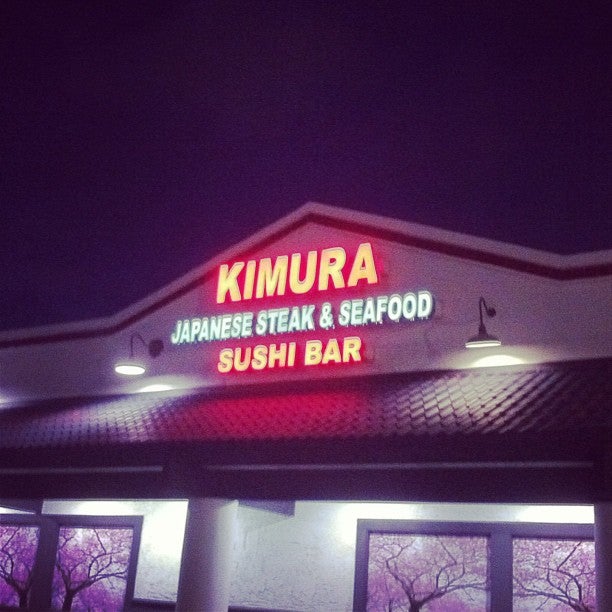 KIMURA
JAPANESE STEAK & SEAFOOD
SUSHI BAR